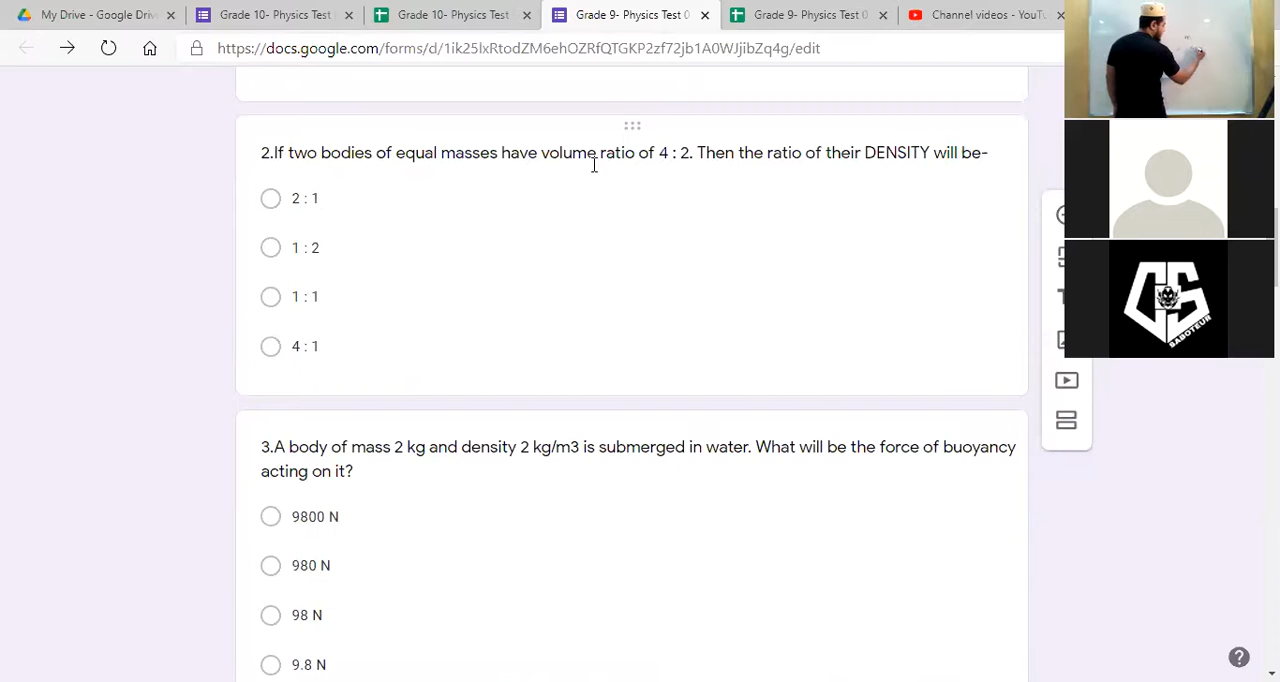 My Drive - Google Driv
Grade 10- Physics Test
Grade 10- Physics Test
Grade 9- Physics Test 0
Grade 9- Physics Test 0
Channel videos - YouTu
https://docs.google.com/forms/d/1ik25lxRtodZM6ehOZRfQTGKP2zf72jb1A0WJjibZq4g/edit
2.If two bodies of equal masses have volume ratio of 4 : 2. Then the ratio of their DENSITY will be-
2 : 1
1 : 2
1 : 1
4 : 1
3.A body of mass 2 kg and density 2 kg/m3 is submerged in water. What will be the force of buoyancy
acting on it?
9800 N
980 N
98 N
9.8 N
SABOTEUR